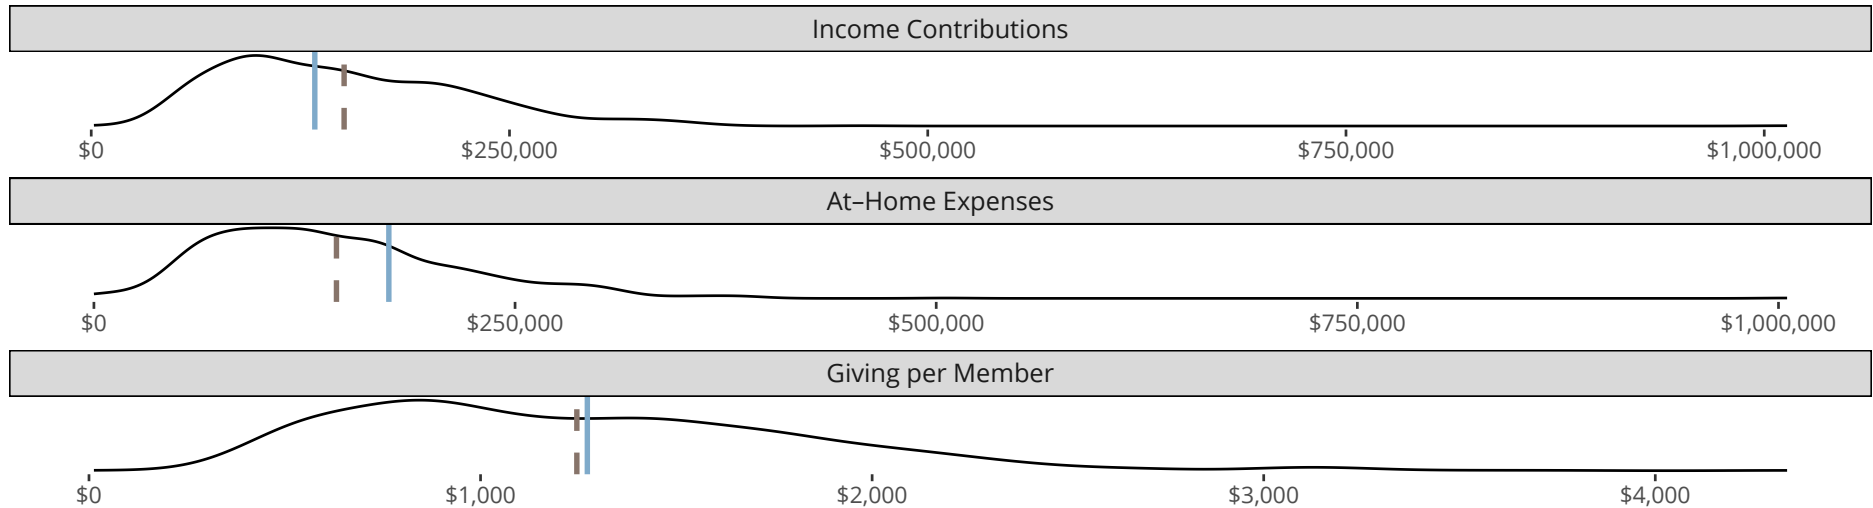 Income Contributions
$0 $250,000 $500,000 $750,000 $1,000,000
At–Home Expenses
$0 $250,000 $500,000 $750,000 $1,000,000
Giving per Member
$0 $1,000 $2,000 $3,000 $4,000